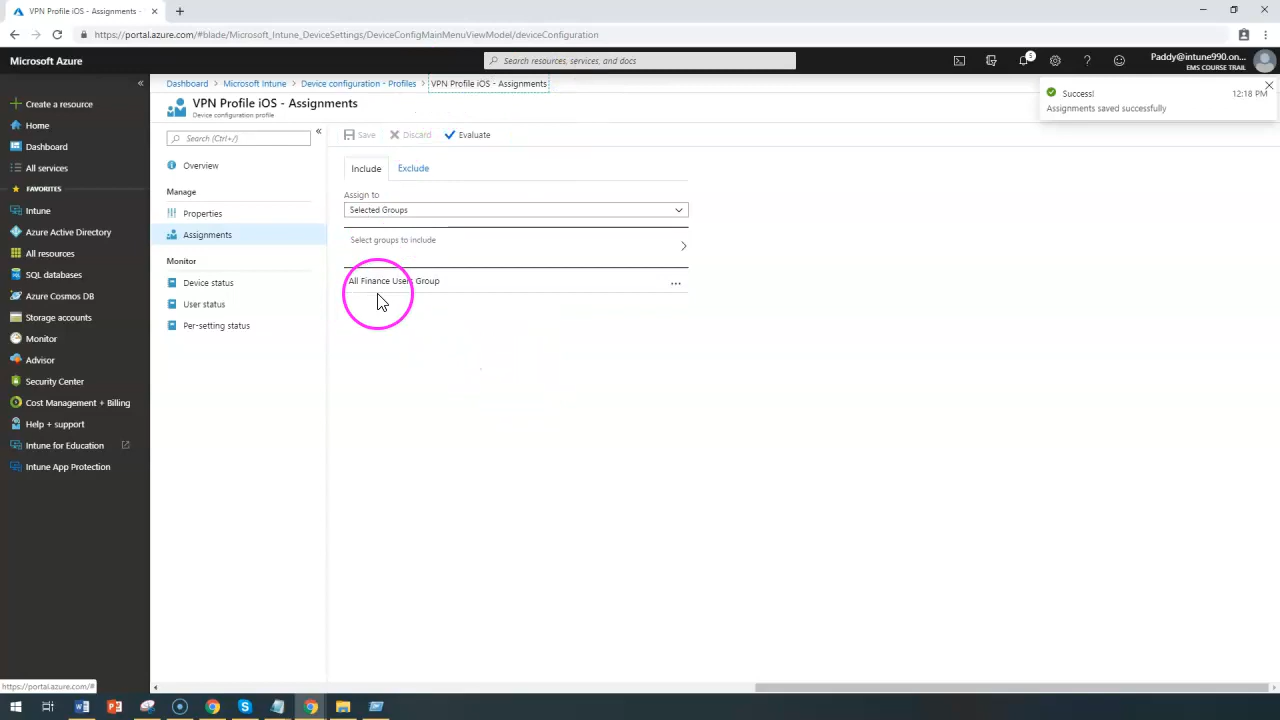 VPN Profile iOS - Assignments -
https://portal.azure.com/#blade/Microsoft_Intune_DeviceSettings/DeviceConfigMainMenuViewModel/deviceConfiguration
Microsoft Azure
Search resources, services, and docs
5
Paddy@intune990.on...
EMS COURSE TRAIL
Dashboard
Microsoft Intune
Device configuration - Profiles
VPN Profile iOS - Assignments
Success!
12:18 PM
Assignments saved successfully
VPN Profile iOS - Assignments
Device configuration profile
Create a resource
Home
Dashboard
All services
FAVORITES
Intune
Azure Active Directory
All resources
SQL databases
Azure Cosmos DB
Storage accounts
Monitor
Advisor
Security Center
Cost Management + Billing
Help + support
Intune for Education
Intune App Protection
Search (Ctrl+/)
Overview
Manage
Properties
Assignments
Monitor
Device status
User status
Per-setting status
Save
Discard
Evaluate
Include
Exclude
Assign to
Selected Groups
Select groups to include
All Finance Users Group
...
https://portal.azure.com/#